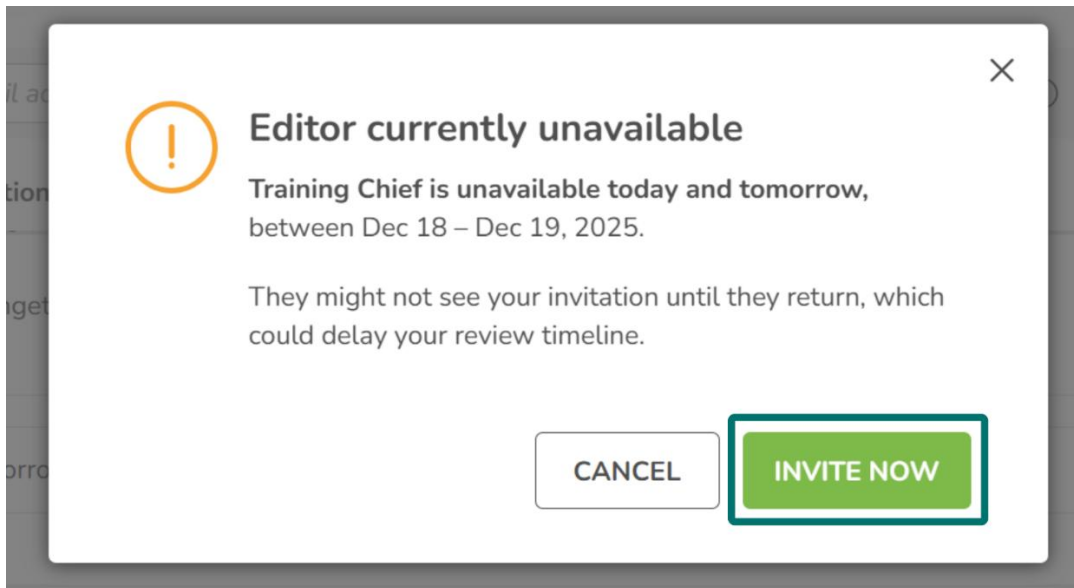 Editor currently unavailable
Training Chief is unavailable today and tomorrow,
between Dec 18 – Dec 19, 2025.
They might not see your invitation until they return, which
could delay your review timeline.
CANCEL
INVITE NOW